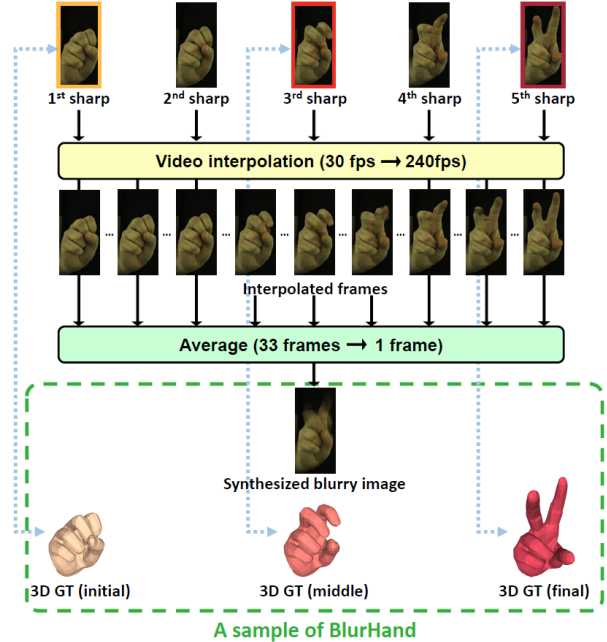 1st sharp
2nd sharp
3rd sharp
4th sharp
5th sharp
Video interpolation (30 fps → 240fps)
... ... ... ... ... ... ... ...
Interpolated frames
Average (33 frames → 1 frame)
Synthesized blurry image
3D GT (initial)
3D GT (middle)
3D GT (final)
A sample of BlurHand